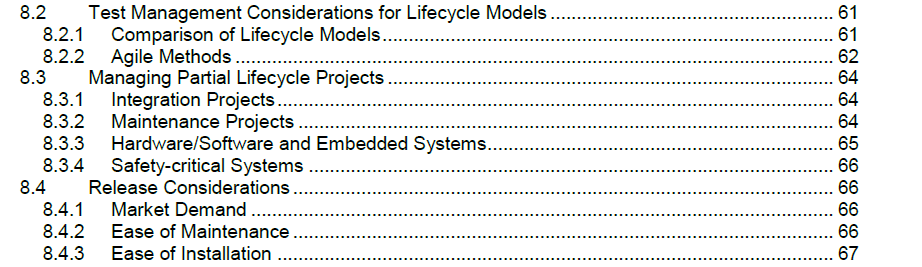 8.2 Test Management Considerations for Lifecycle Models ................................................ 61
8.2.1 Comparison of Lifecycle Models ............................................................................. 61
8.2.2 Agile Methods ....................................................................................................... 62
8.3 Managing Partial Lifecycle Projects ............................................................................ 64
8.3.1 Integration Projects ................................................................................................ 64
8.3.2 Maintenance Projects ............................................................................................ 64
8.3.3 Hardware/Software and Embedded Systems ........................................................... 65
8.3.4 Safety-critical Systems .......................................................................................... 66
8.4 Release Considerations ............................................................................................. 66
8.4.1 Market Demand ..................................................................................................... 66
8.4.2 Ease of Maintenance ............................................................................................. 66
8.4.3 Ease of Installation ................................................................................................ 67